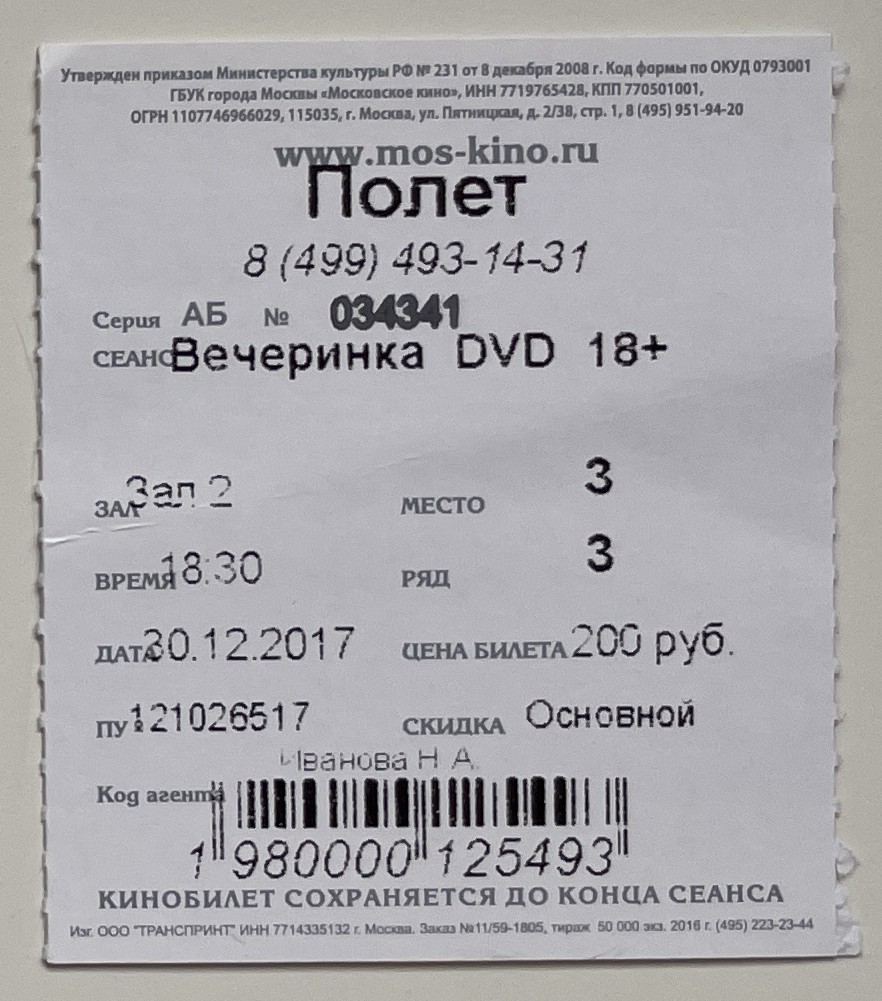 Утвержден приказом Министерства культуры РФ № 231 от 8 декабря 2008 г. Код формы по ОКУД 0793001
ГБУК города Москвы «Московское кино», ИНН 7719765428, КПП 770501001,
ОГРН 1107746966029, 115035, г. Москва, ул. Пятницкая, д. 2/38, стр. 1, 8 (495) 951-94-20
www.mos-kino.ru
Полет
8 (499) 493-14-31
Серия АБ № 034341
СЕАНС Вечеринка DVD 18+
ЗАЛ Зал 2 МЕСТО 3
ВРЕМЯ 18:30 РЯД 3
ДАТА 30.12.2017 ЦЕНА БИЛЕТА 200 руб.
ПУ 121026517 СКИДКА Основной
Иванова Н А.
Код агента
1 980000 125493
КИНОБИЛЕТ СОХРАНЯЕТСЯ ДО КОНЦА СЕАНСА
Изг. ООО "ТРАНСПРИНТ" ИНН 7714335132 г. Москва. Заказ №11/59-1805, тираж 50 000 экз. 2016 г. (495) 223-23-44